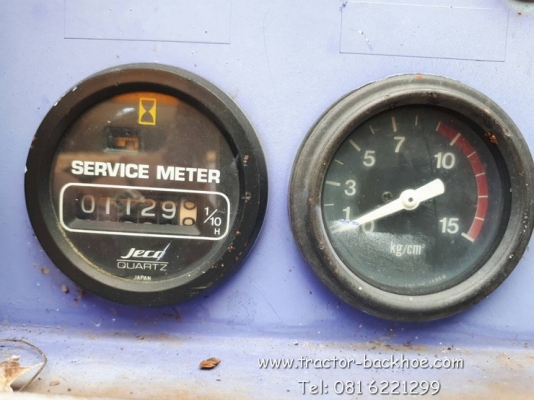 SERVICE METER
01129
1/10
H
Jeco
QUARTZ
JAPAN
7
5
10
3
1
0
15
kg/cm²
www.tractor-backhoe.com
Tel: 081 6221299